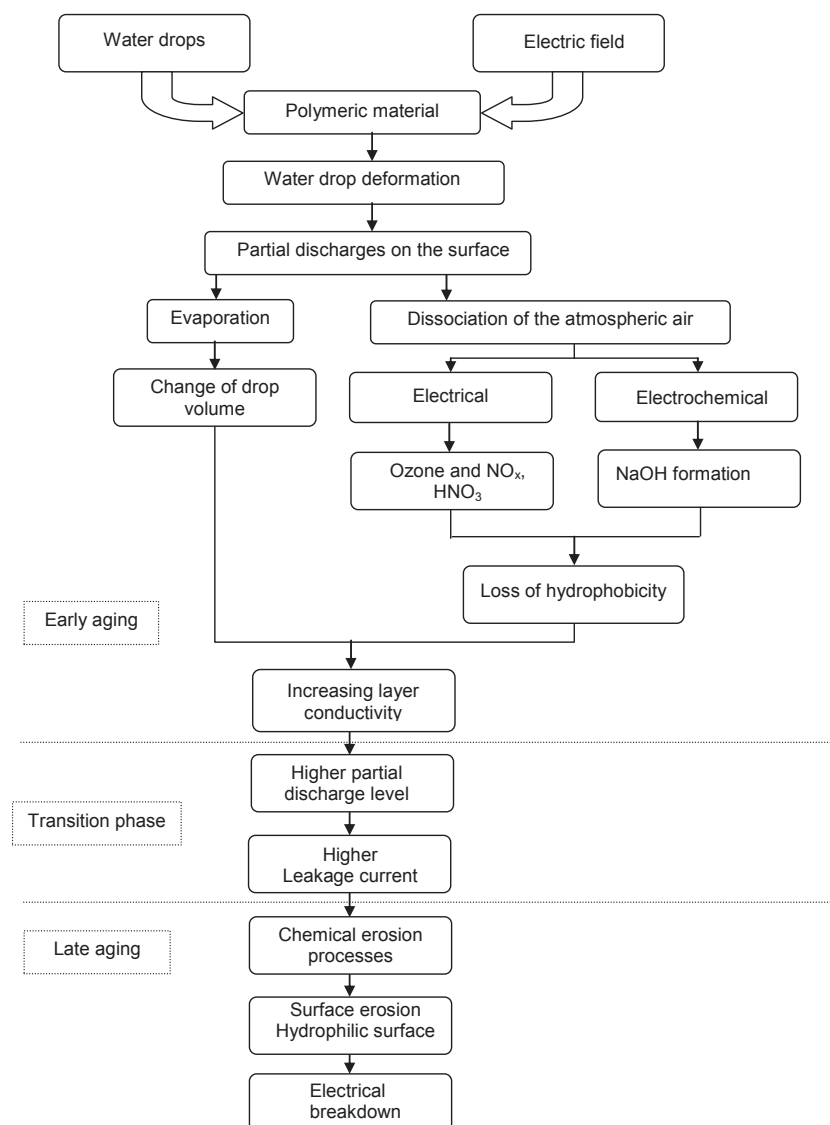 Water drops
Electric field
Polymeric material
Water drop deformation
Partial discharges on the surface
Evaporation
Dissociation of the atmospheric air
Change of drop
volume
Electrical
Electrochemical
Ozone and NOₓ,
HNO₃
NaOH formation
Loss of hydrophobicity
Early aging
Increasing layer
conductivity
Higher partial
discharge level
Transition phase
Higher
Leakage current
Chemical erosion
processes
Late aging
Surface erosion
Hydrophilic surface
Electrical
breakdown